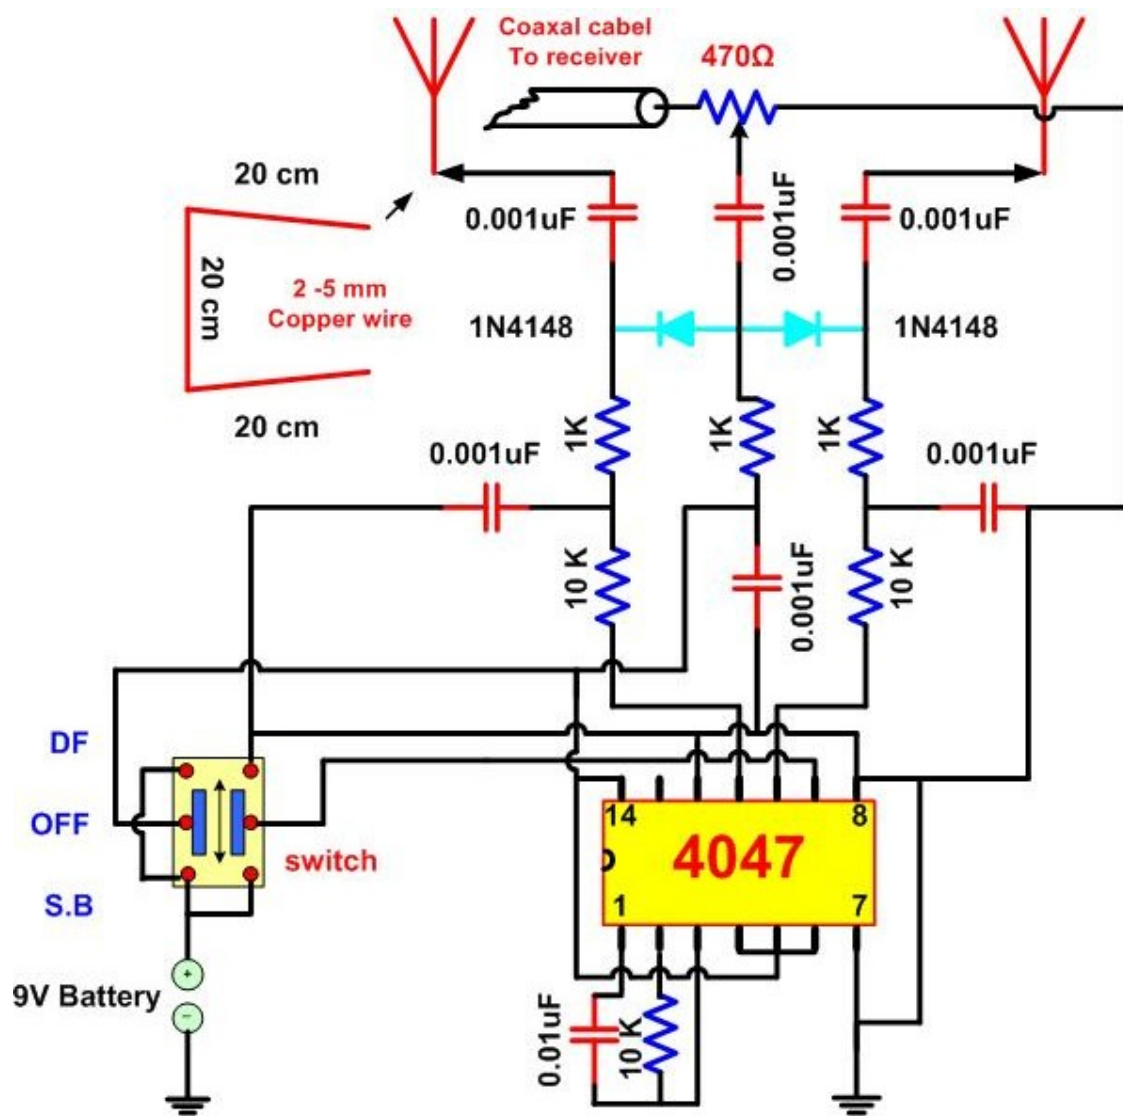 Coaxal cabel
To receiver
470Ω
20 cm
0.001uF
0.001uF
0.001uF
20 cm
2 -5 mm
Copper wire
1N4148
1N4148
20 cm
1K
1K
1K
0.001uF
0.001uF
10 K
0.001uF
10 K
DF
OFF
S.B
switch
14
8
4047
1
7
+
−
9V Battery
0.01uF
10 K